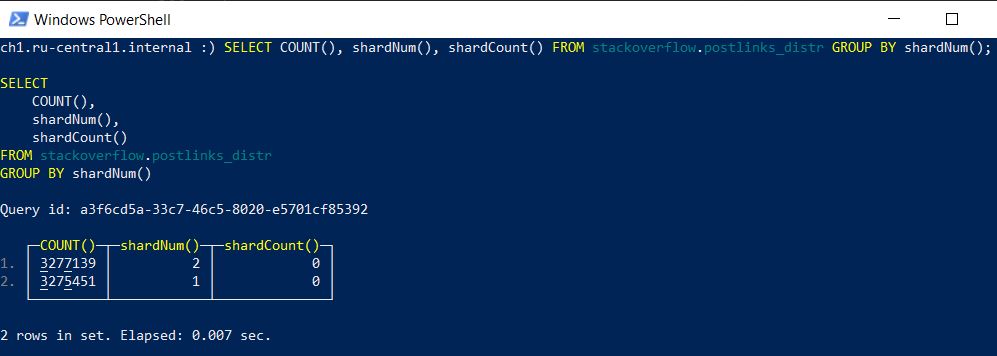 Windows PowerShell
ch1.ru-central1.internal :) SELECT COUNT(), shardNum(), shardCount() FROM stackoverflow.postlinks_distr GROUP BY shardNum();
SELECT
COUNT(),
shardNum(),
shardCount()
FROM stackoverflow.postlinks_distr
GROUP BY shardNum()
Query id: a3f6cd5a-33c7-46c5-8020-e5701cf85392
COUNT() shardNum() shardCount()
1. 3277139 2 0
2. 3275451 1 0
2 rows in set. Elapsed: 0.007 sec.